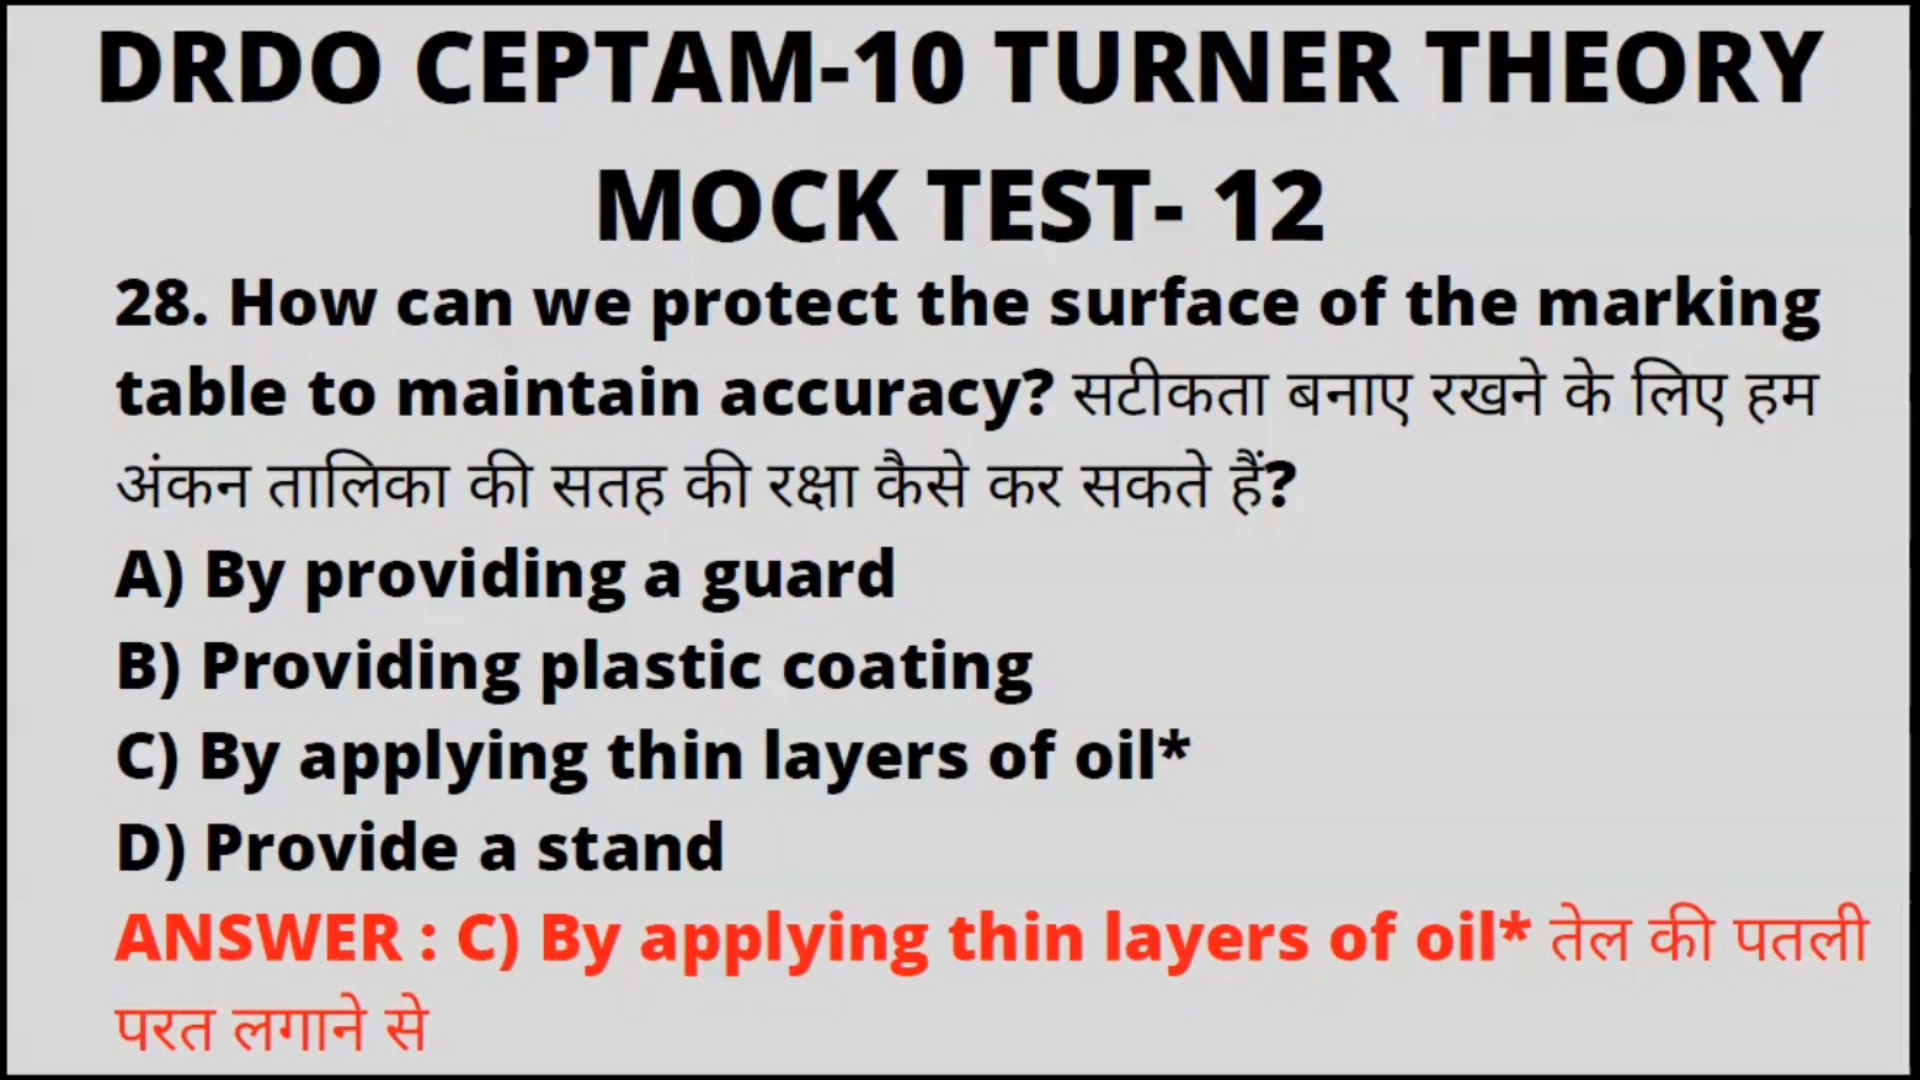 DRDO CEPTAM-10 TURNER THEORY
MOCK TEST- 12
28. How can we protect the surface of the marking
table to maintain accuracy? सटीकता बनाए रखने के लिए हम
अंकन तालिका की सतह की रक्षा कैसे कर सकते हैं?
A) By providing a guard
B) Providing plastic coating
C) By applying thin layers of oil*
D) Provide a stand
ANSWER : C) By applying thin layers of oil* तेल की पतली
परत लगाने से